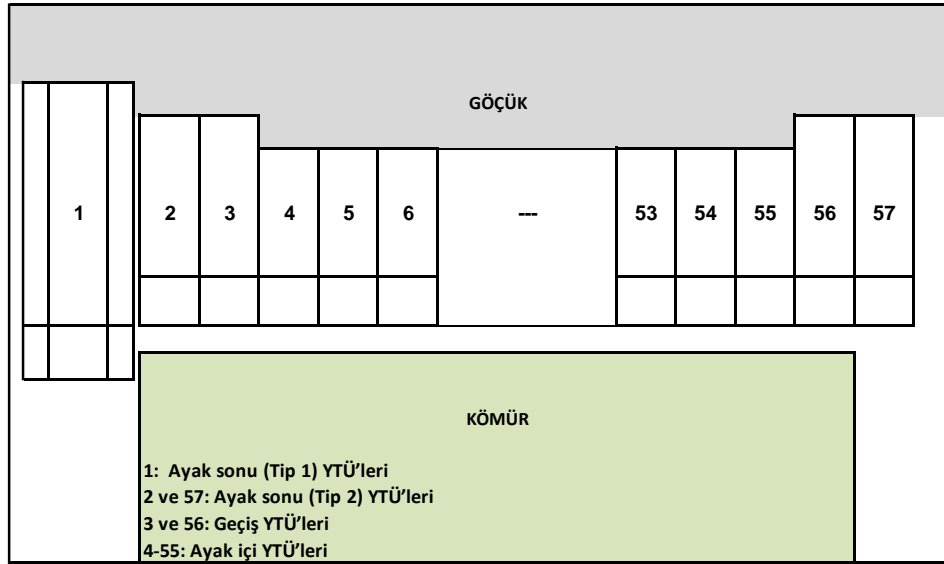 GÖÇÜK
1 2 3 4 5 6 --- 53 54 55 56 57
KÖMÜR
1: Ayak sonu (Tip 1) YTÜ’leri
2 ve 57: Ayak sonu (Tip 2) YTÜ’leri
3 ve 56: Geçiş YTÜ’leri
4-55: Ayak içi YTÜ’leri